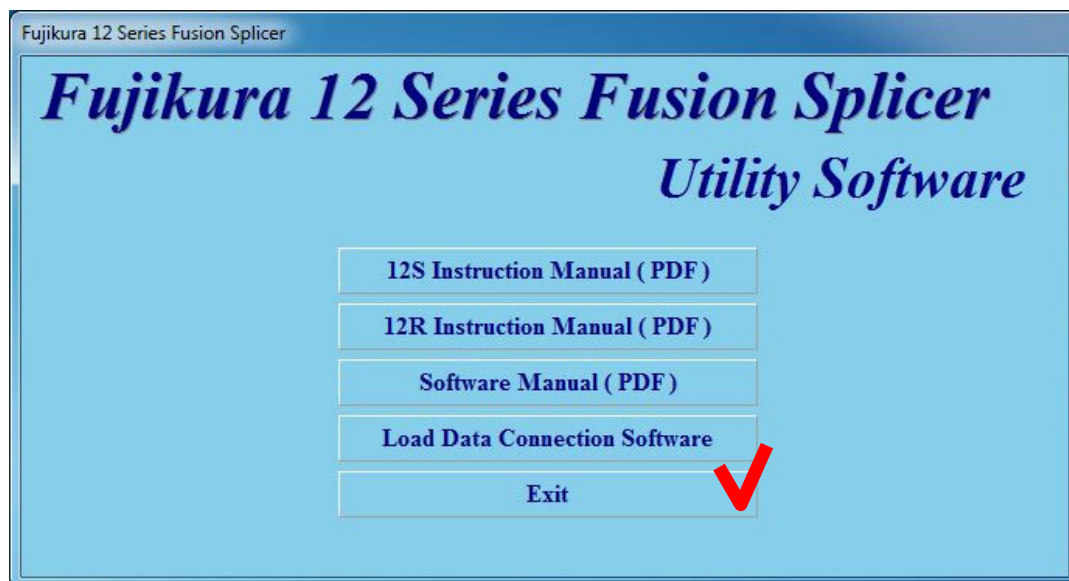 Fujikura 12 Series Fusion Splicer
Fujikura 12 Series Fusion Splicer
Utility Software
12S Instruction Manual ( PDF )
12R Instruction Manual ( PDF )
Software Manual ( PDF )
Load Data Connection Software
Exit